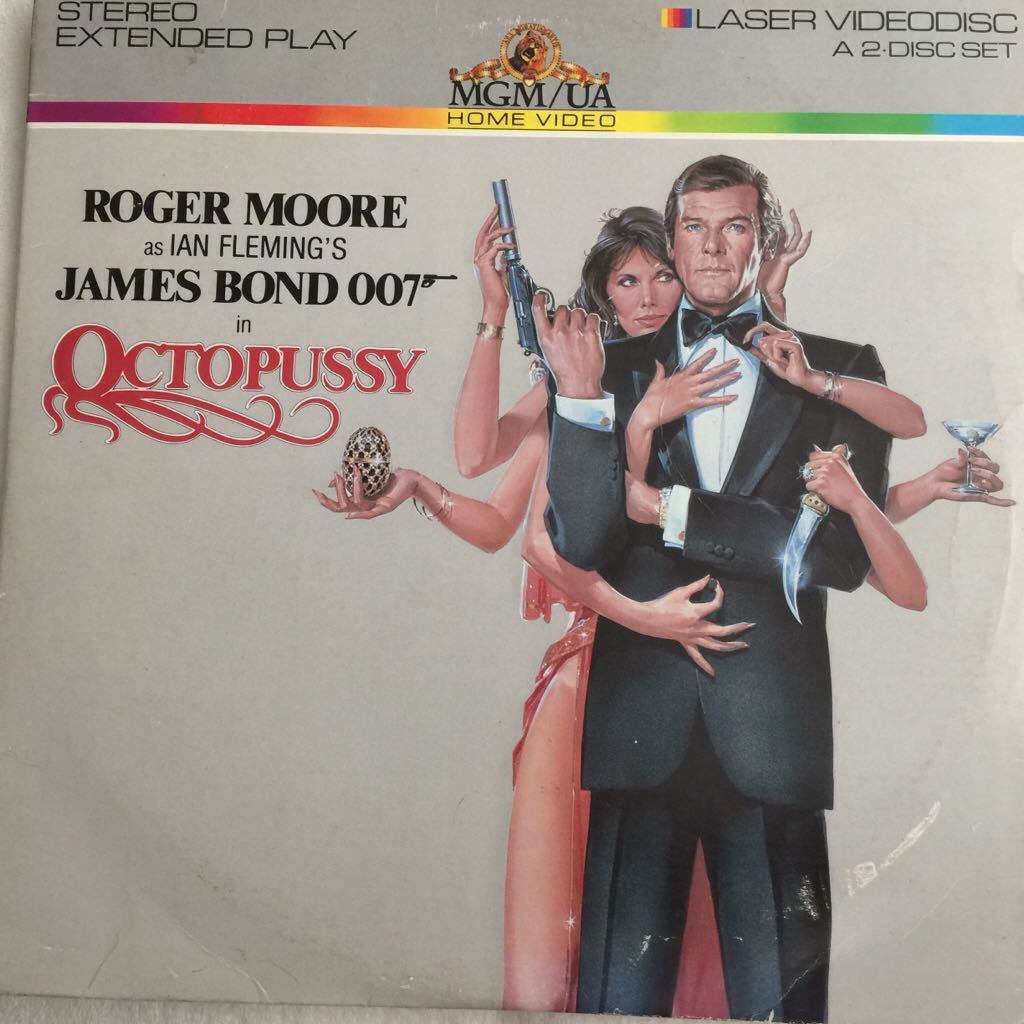 STEREO
EXTENDED PLAY
LASER VIDEODISC
A 2-DISC SET
MGM/UA
HOME VIDEO
ROGER MOORE
as IAN FLEMING'S
JAMES BOND 007
in
OCTOPUSSY